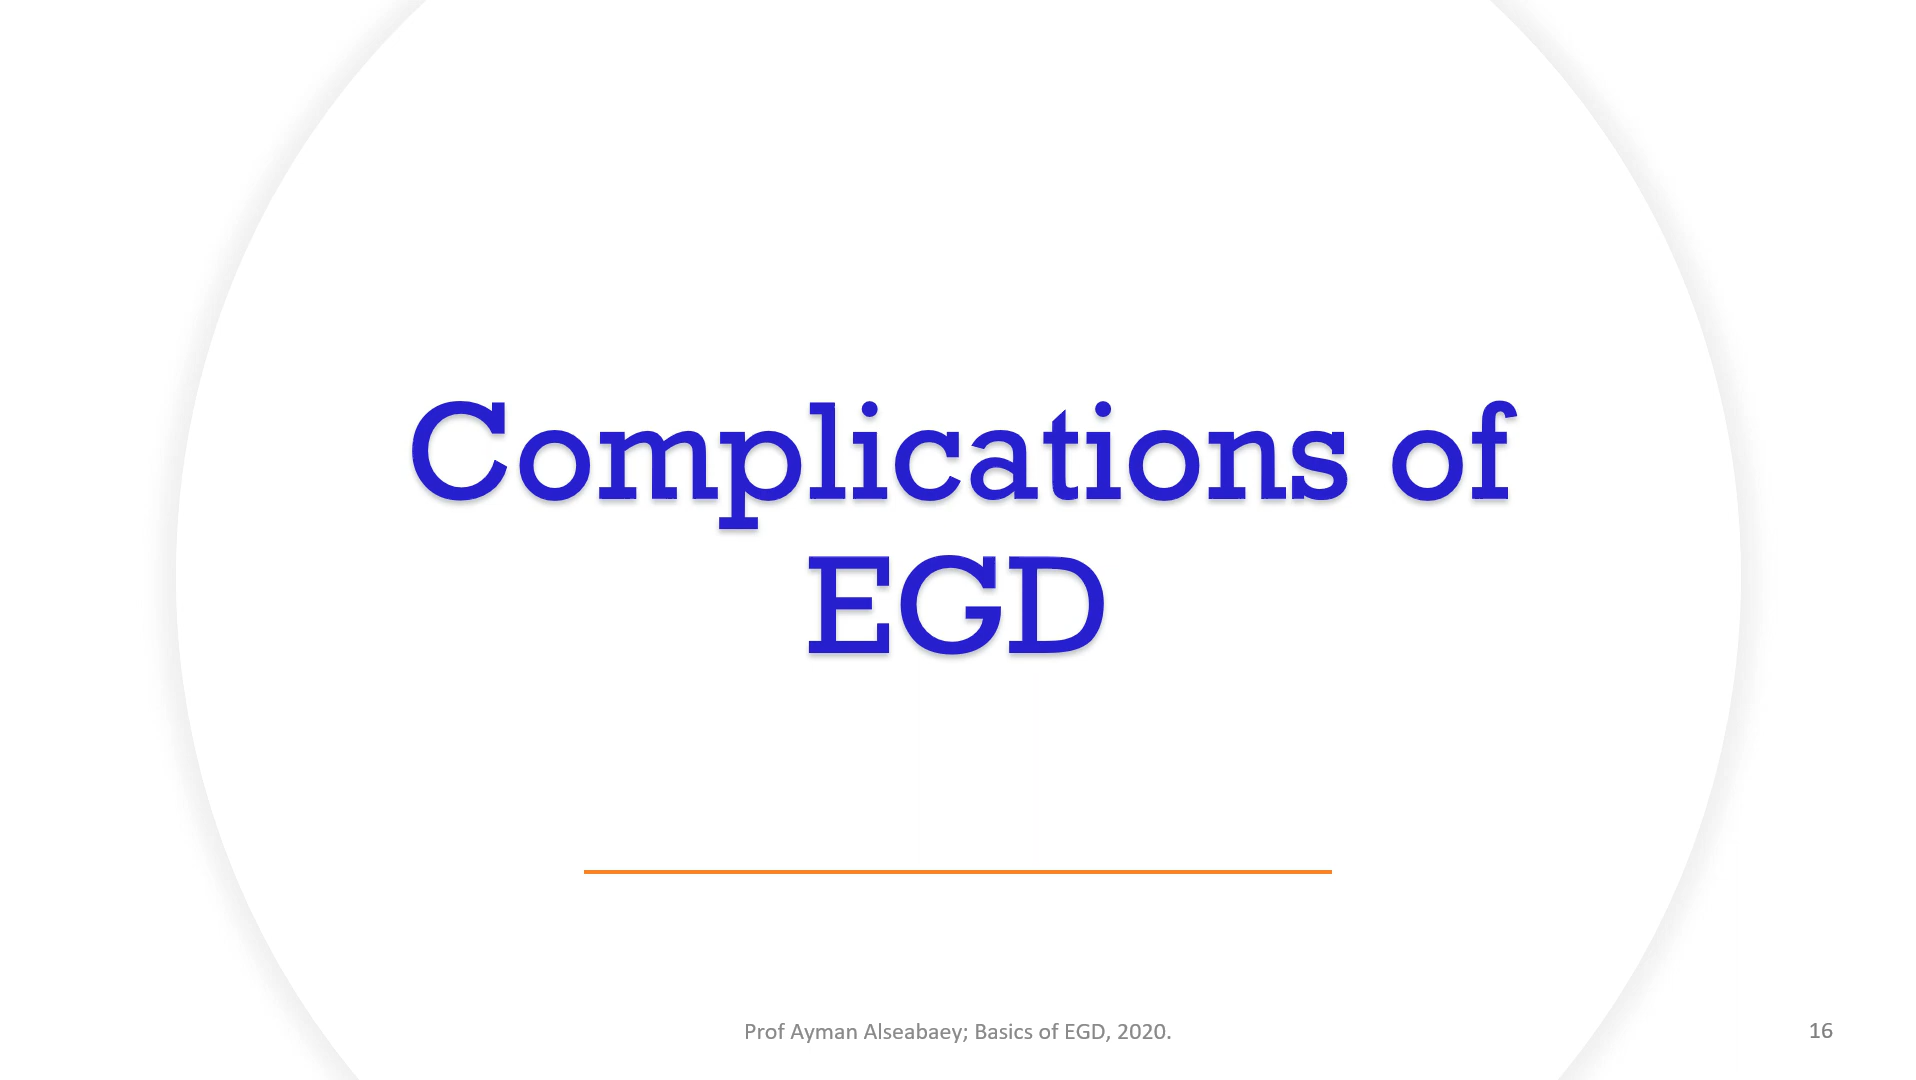 Complications of
EGD
Prof Ayman Alseabaey; Basics of EGD, 2020.
16